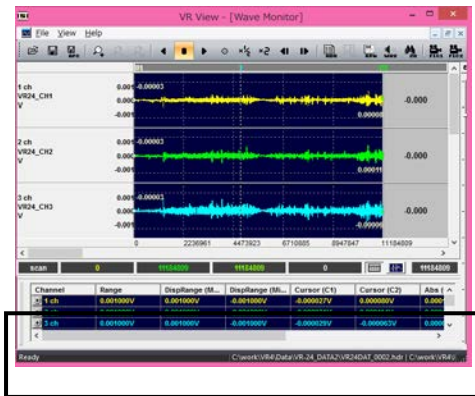 VR View - [Wave Monitor]
File View Help
1 ch
VR24_CH1
V
0.001
0.000
-0.001
-0.00003
-0.000
2 ch
VR24_CH2
V
0.001
0.000
-0.001
-0.00003
0.00011
-0.000
3 ch
VR24_CH3
V
0.001
0.000
-0.001
-0.00003
-0.000
0 2236961 4473923 6710885 8947847 11184809
scan 0 11184809 11184809 0 11184809
Channel Range DispRange (M... DispRange (Mi... Cursor (C1) Cursor (C2) Abs (
1 ch 0.001000V 0.001000V -0.001000V -0.000027V 0.000080V
3 ch 0.001000V 0.001000V -0.001000V -0.000029V -0.000063V
Ready C:\work\VR4\Data\VR-24_DATA2\VR24DAT_0002.hdr